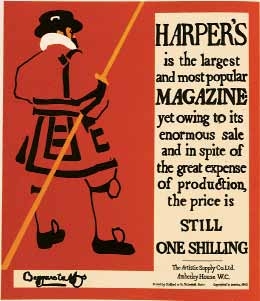 HARPER'S
is the largest
and most popular
MAGAZINE
yet owing to its
enormous sale
and in spite of
the great expense
of production,
the price is
STILL
ONE SHILLING
The Artistic Supply Co. Ltd.
Amberley House W.C.
Beggarstaffs